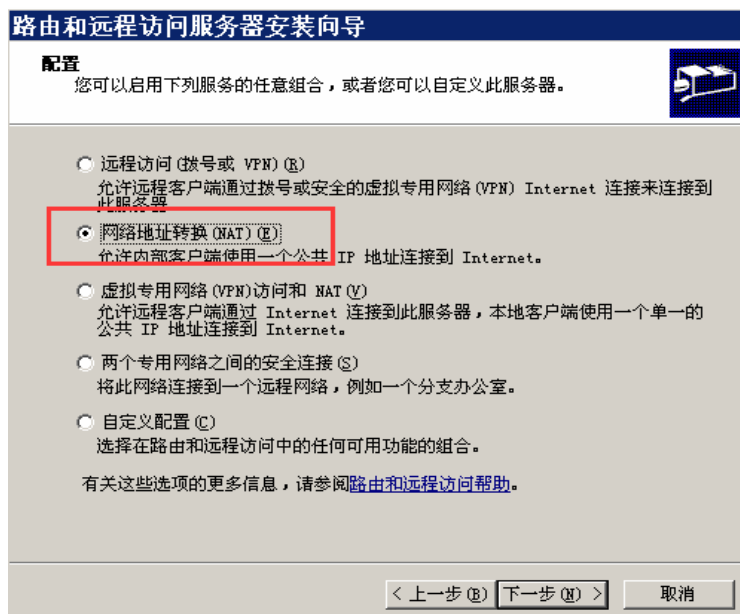 路由和远程访问服务器安装向导
配置
您可以启用下列服务的任意组合，或者您可以自定义此服务器。
远程访问(拨号或 VPN)(R)
允许远程客户端通过拨号或安全的虚拟专用网络(VPN) Internet 连接来连接到
此服务器
网络地址转换(NAT)(E)
允许内部客户端使用一个公共 IP 地址连接到 Internet。
虚拟专用网络(VPN)访问和 NAT(V)
允许远程客户端通过 Internet 连接到此服务器，本地客户端使用一个单一的
公共 IP 地址连接到 Internet。
两个专用网络之间的安全连接(S)
将此网络连接到一个远程网络，例如一个分支办公室。
自定义配置(C)
选择在路由和远程访问中的任何可用功能的组合。
有关这些选项的更多信息，请参阅路由和远程访问帮助。
< 上一步(B) 下一步(N) > 取消